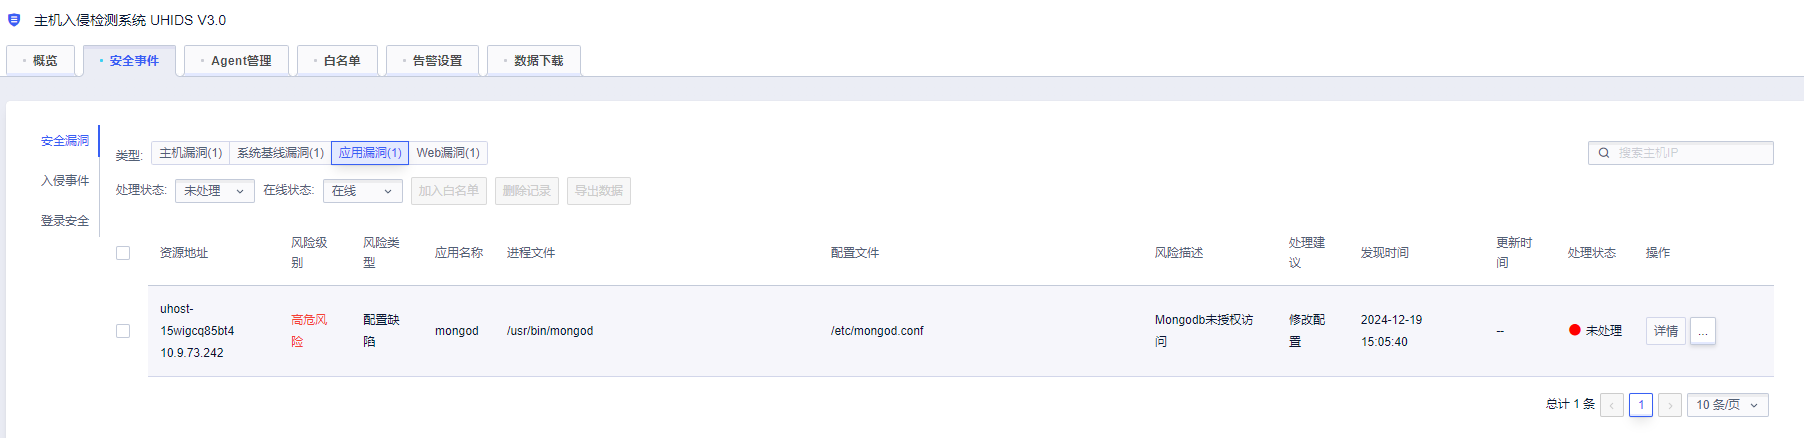 主机入侵检测系统 UHIDS V3.0
概览
安全事件
Agent管理
白名单
告警设置
数据下载
安全漏洞
入侵事件
登录安全
类型: 主机漏洞(1) 系统基线漏洞(1) 应用漏洞(1) Web漏洞(1)
搜索主机IP
处理状态: 未处理 在线状态: 在线 加入白名单 删除记录 导出数据
资源地址
风险级
别
风险类
型
应用名称
进程文件
配置文件
风险描述
处理建
议
发现时间
更新时
间
处理状态
操作
uhost-
15wigcq85bt4
10.9.73.242
高危风
险
配置缺
陷
mongod
/usr/bin/mongod
/etc/mongod.conf
Mongodb未授权访
问
修改配
置
2024-12-19
15:05:40
--
未处理
详情
...
总计 1 条 < 1 > 10 条/页